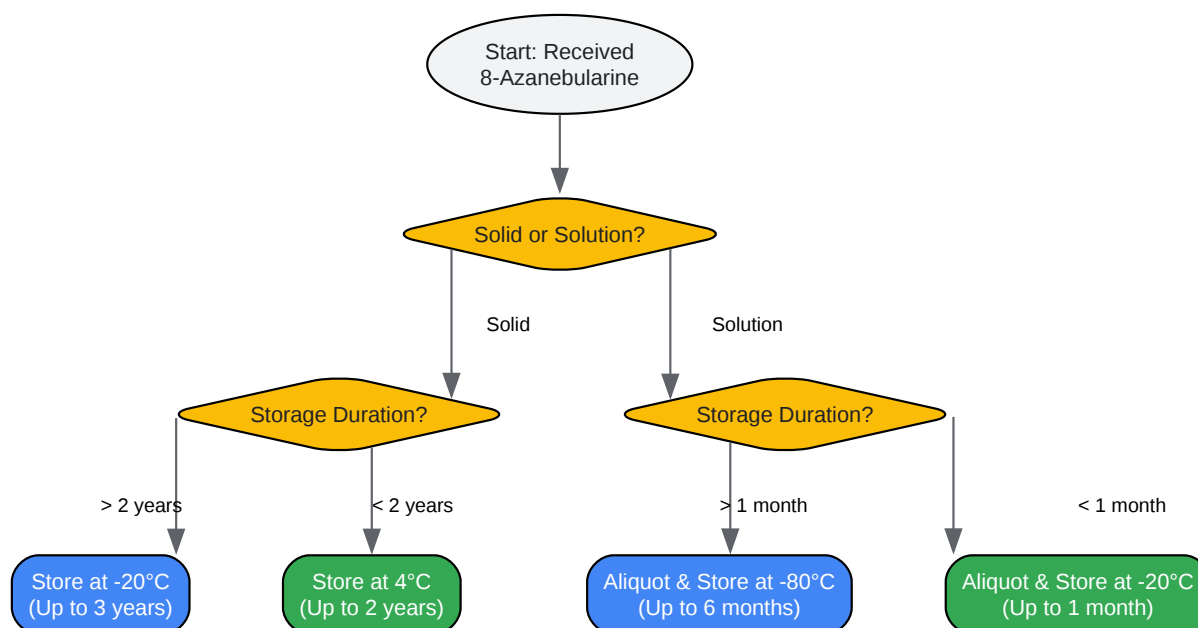 Start: Received
8-Azanebularine
Solid or Solution?
Solid
Solution
Storage Duration?
Storage Duration?
> 2 years
< 2 years
> 1 month
< 1 month
Store at -20°C
(Up to 3 years)
Store at 4°C
(Up to 2 years)
Aliquot & Store at -80°C
(Up to 6 months)
Aliquot & Store at -20°C
(Up to 1 month)